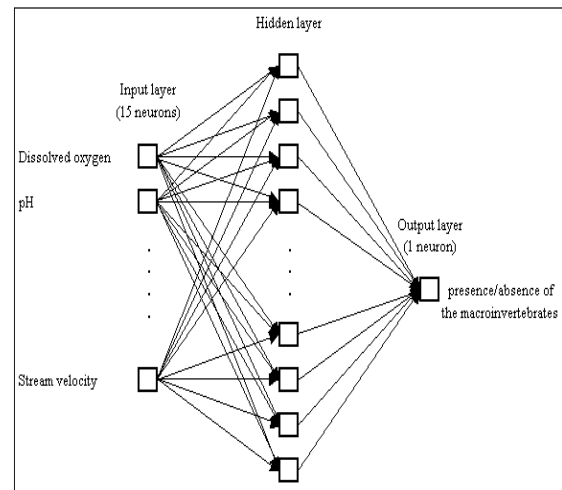 Hidden layer
Input layer
(15 neurons)
Dissolved oxygen
pH
Output layer
(1 neuron)
presence/absence of
the macroinvertebrates
Stream velocity